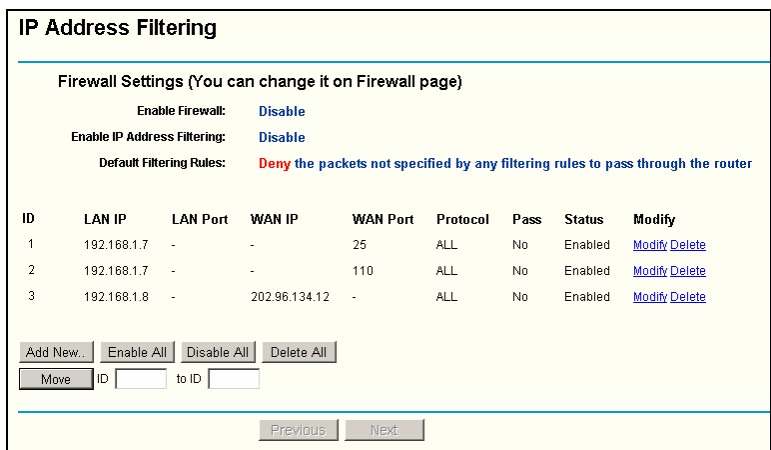 IP Address Filtering
Firewall Settings (You can change it on Firewall page)
Enable Firewall: Disable
Enable IP Address Filtering: Disable
Default Filtering Rules: Deny the packets not specified by any filtering rules to pass through the router
ID LAN IP LAN Port WAN IP WAN Port Protocol Pass Status Modify
1 192.168.1.7 - - 25 ALL No Enabled Modify Delete
2 192.168.1.7 - - 110 ALL No Enabled Modify Delete
3 192.168.1.8 - 202.96.134.12 - ALL No Enabled Modify Delete
Add New.. Enable All Disable All Delete All
Move ID to ID
Previous Next